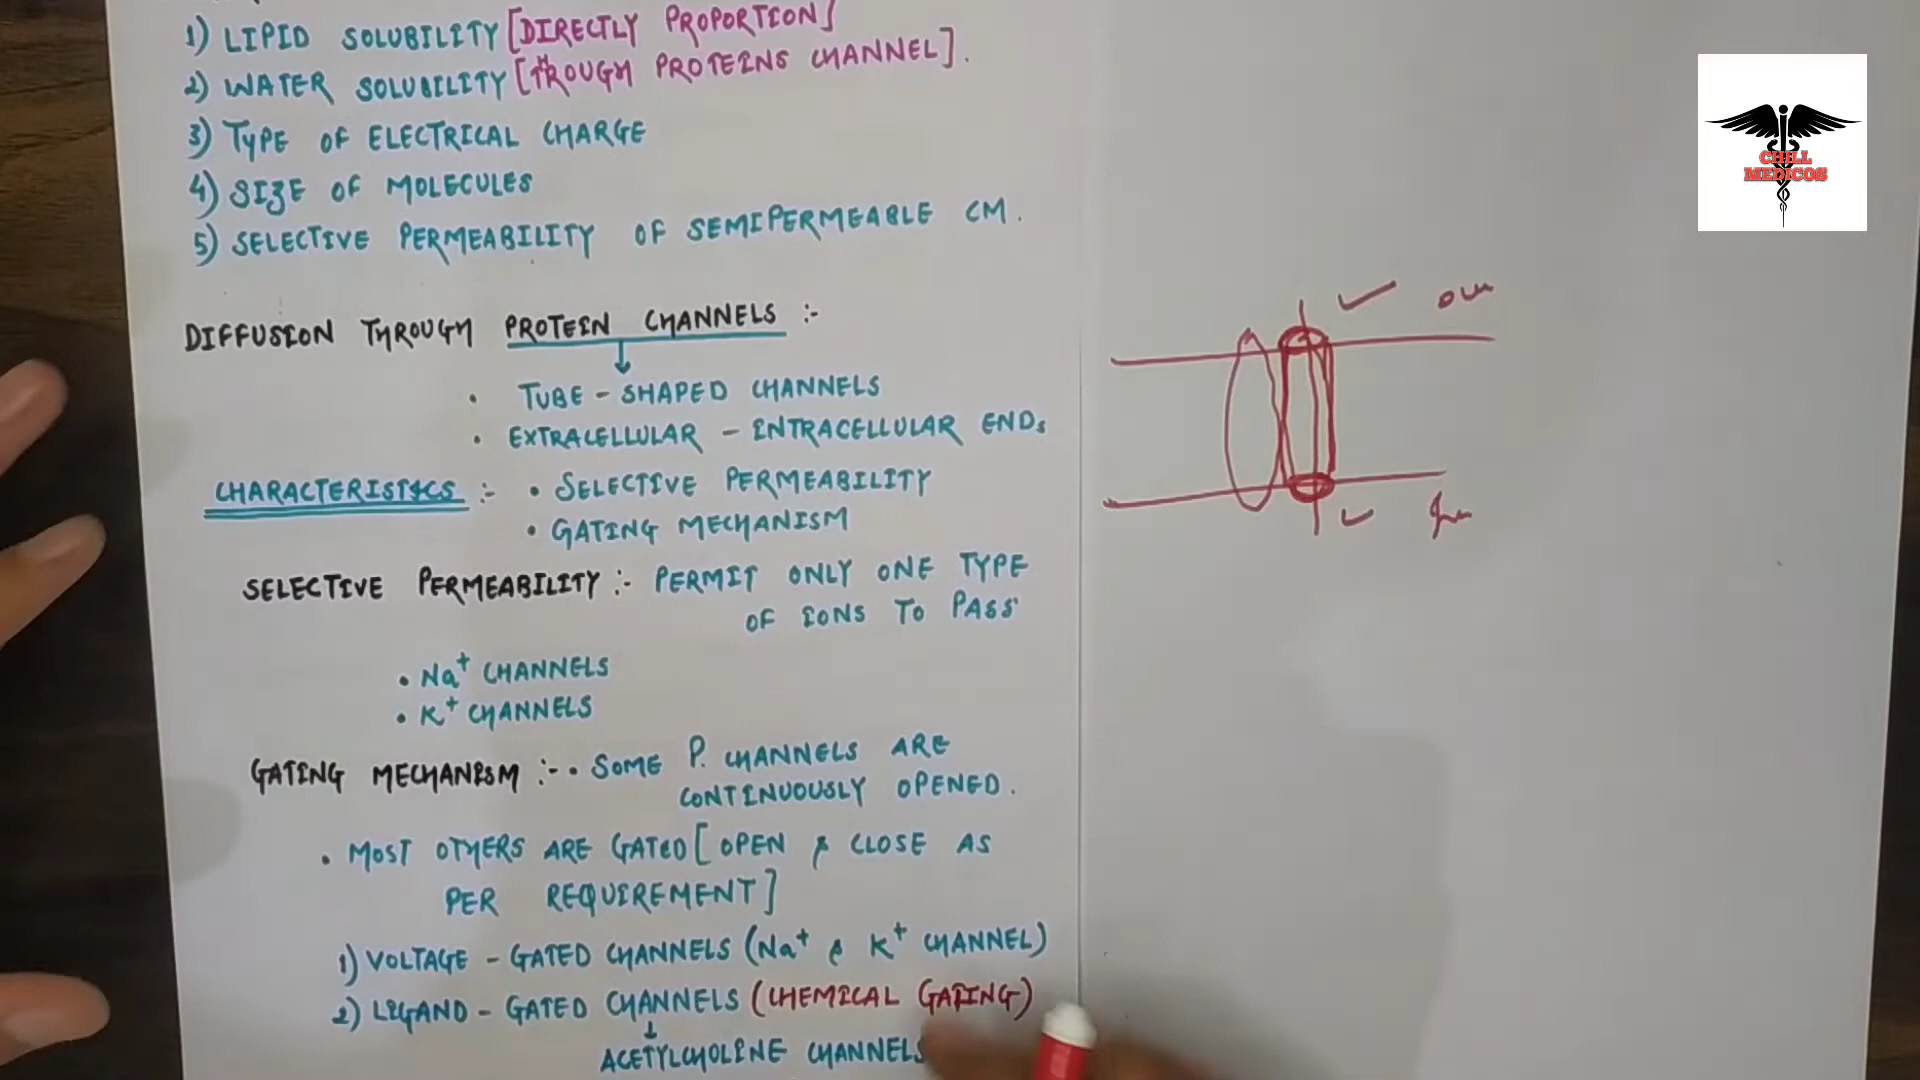 1) LIPID SOLUBILITY [DIRECTLY PROPORTION]
2) WATER SOLUBILITY [THROUGH PROTEINS CHANNEL].
3) TYPE OF ELECTRICAL CHARGE
4) SIZE OF MOLECULES
5) SELECTIVE PERMEABILITY OF SEMIPERMEABLE CM.
DIFFUSION THROUGH PROTEIN CHANNELS :-
• TUBE - SHAPED CHANNELS
• EXTRACELLULAR - INTRACELLULAR ENDS
CHARACTERISTICS :- • SELECTIVE PERMEABILITY
• GATING MECHANISM
SELECTIVE PERMEABILITY :- PERMIT ONLY ONE TYPE
OF IONS TO PASS
• Na+ CHANNELS
• K+ CHANNELS
GATING MECHANISM :- • SOME P. CHANNELS ARE
CONTINUOUSLY OPENED.
• MOST OTHERS ARE GATED [OPEN & CLOSE AS
PER REQUIREMENT]
1) VOLTAGE - GATED CHANNELS (Na+ & K+ CHANNEL)
2) LIGAND - GATED CHANNELS (CHEMICAL GATING)
ACETYLCHOLINE CHANNELS
CHILL
MEDICOS